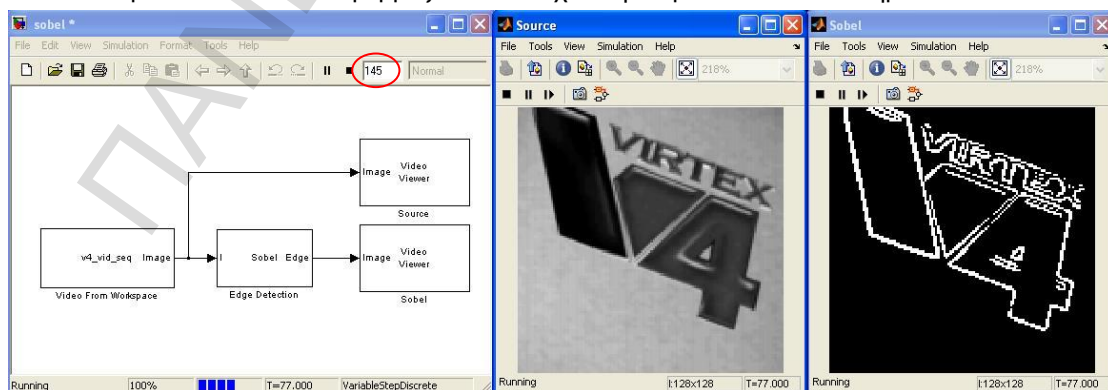 sobel *
File Edit View Simulation Format Tools Help
145 Normal
Image Video Viewer
Source
v4_vid_seq Image
Video From Workspace
I Sobel Edge
Edge Detection
Image Video Viewer
Sobel
Running 100% T=77.000 VariableStepDiscrete
Source
File Tools View Simulation Help
218%
VIRTEX
4
Running I:128x128 T=77.000
Sobel
File Tools View Simulation Help
218%
VIRTEX
4
Running I:128x128 T=77.000